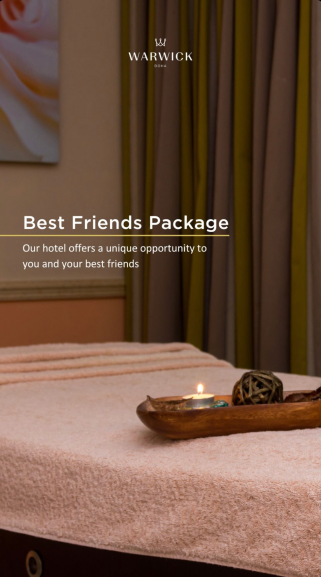 WARWICK
Best Friends Package
Our hotel offers a unique opportunity to
you and your best friends